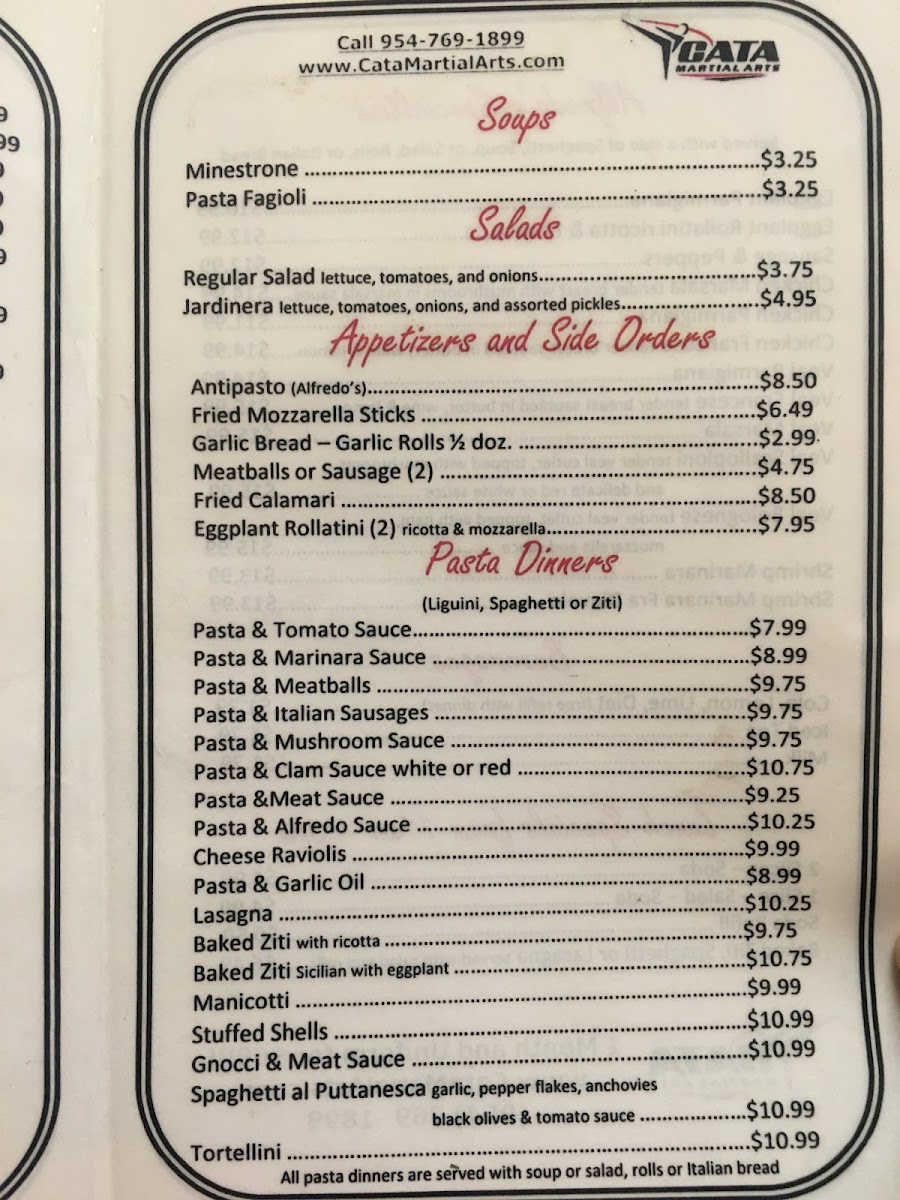 Call 954-769-1899
www.CataMartialArts.com
CATA
MARTIAL ARTS
Soups
Minestrone ...$3.25
Pasta Fagioli ...$3.25
Salads
Regular Salad lettuce, tomatoes, and onions...$3.75
Jardinera lettuce, tomatoes, onions, and assorted pickles...$4.95
Appetizers and Side Orders
Antipasto (Alfredo's)...$8.50
Fried Mozzarella Sticks ...$6.49
Garlic Bread – Garlic Rolls ½ doz. ...$2.99
Meatballs or Sausage (2) ...$4.75
Fried Calamari ...$8.50
Eggplant Rollatini (2) ricotta & mozzarella...$7.95
Pasta Dinners
(Liguini, Spaghetti or Ziti)
Pasta & Tomato Sauce...$7.99
Pasta & Marinara Sauce ...$8.99
Pasta & Meatballs ...$9.75
Pasta & Italian Sausages ...$9.75
Pasta & Mushroom Sauce ...$9.75
Pasta & Clam Sauce white or red ...$10.75
Pasta &Meat Sauce ...$9.25
Pasta & Alfredo Sauce ...$10.25
Cheese Raviolis ...$9.99
Pasta & Garlic Oil ...$8.99
Lasagna ...$10.25
Baked Ziti with ricotta ...$9.75
Baked Ziti Sicilian with eggplant ...$10.75
Manicotti ...$9.99
Stuffed Shells ...$10.99
Gnocci & Meat Sauce ...$10.99
Spaghetti al Puttanesca garlic, pepper flakes, anchovies
black olives & tomato sauce ...$10.99
Tortellini ...$10.99
All pasta dinners are served with soup or salad, rolls or Italian bread